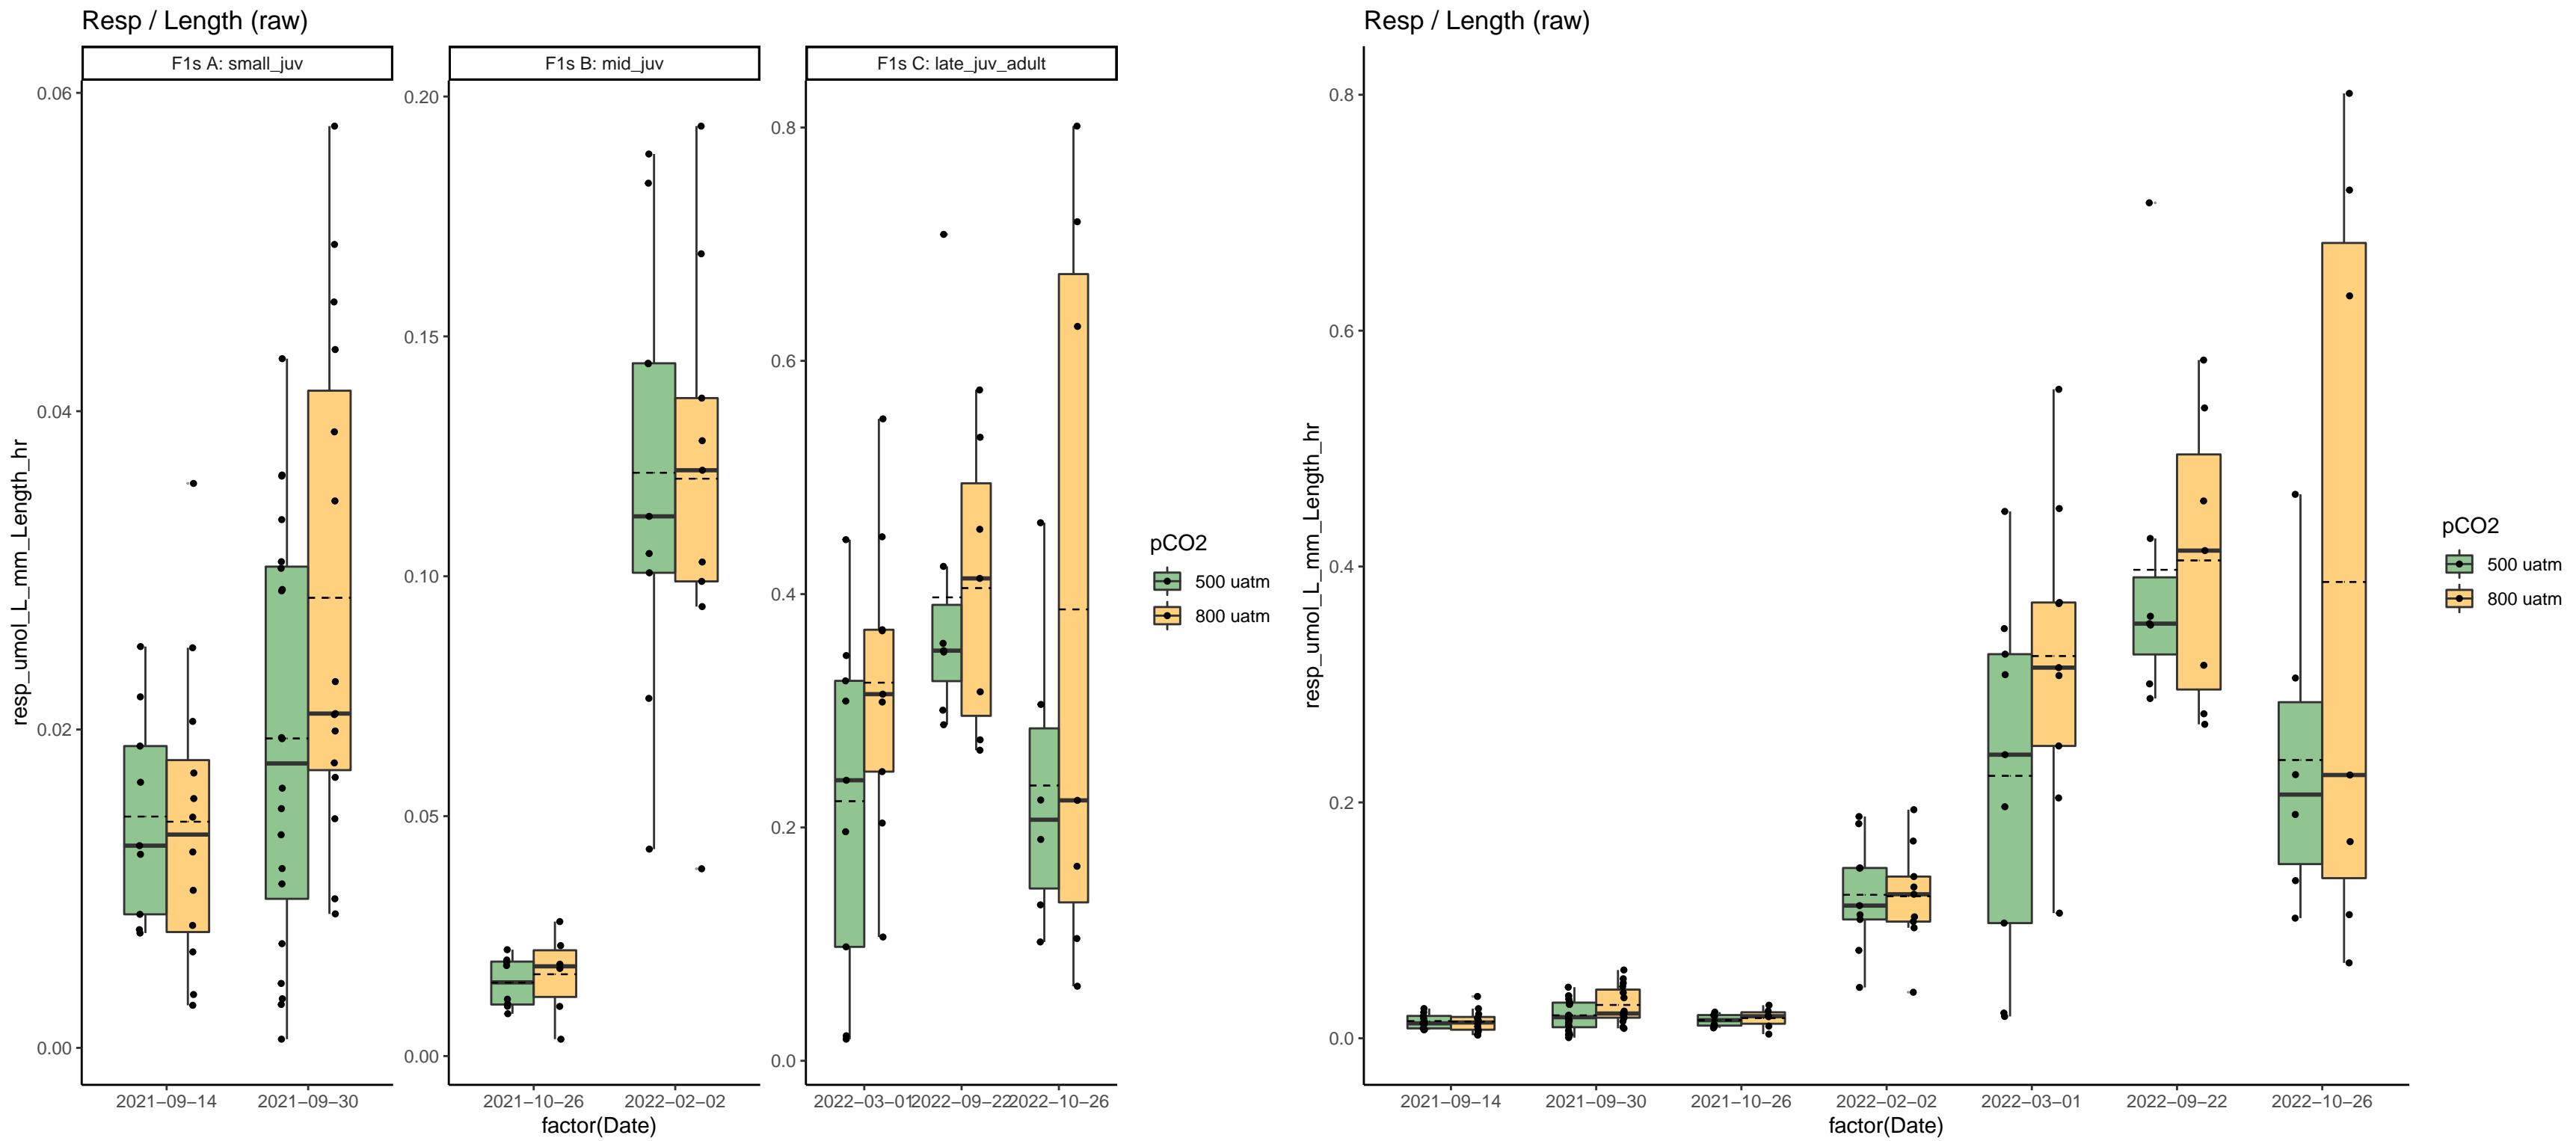 Resp / Length (raw)
F1s A: small_juv
F1s B: mid_juv
F1s C: late_juv_adult
resp_umol_L_mm_Length_hr
0.06
0.04
0.02
0.00
0.20
0.15
0.10
0.05
0.00
0.8
0.6
0.4
0.2
0.0
2021−09−14
2021−09−30
2021−10−26
2022−02−02
2022−03−01
2022−09−22
2022−10−26
factor(Date)
pCO2
500 uatm
800 uatm
Resp / Length (raw)
resp_umol_L_mm_Length_hr
0.8
0.6
0.4
0.2
0.0
2021−09−14
2021−09−30
2021−10−26
2022−02−02
2022−03−01
2022−09−22
2022−10−26
factor(Date)
pCO2
500 uatm
800 uatm